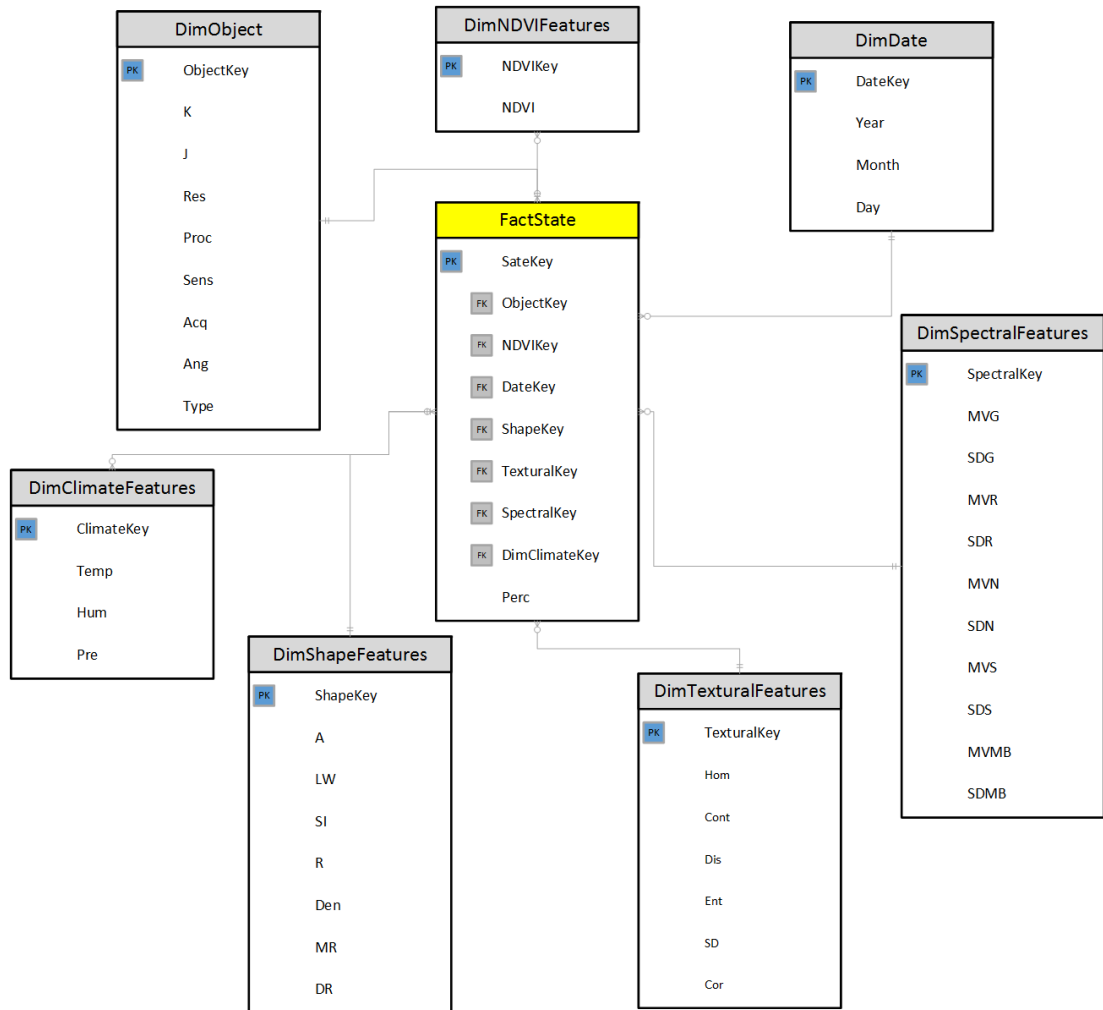 DimObject
PK ObjectKey
K
J
Res
Proc
Sens
Acq
Ang
Type
DimNDVIFeatures
PK NDVIKey
NDVI
DimDate
PK DateKey
Year
Month
Day
FactState
PK SateKey
FK ObjectKey
FK NDVIKey
FK DateKey
FK ShapeKey
FK TexturalKey
FK SpectralKey
FK DimClimateKey
Perc
DimSpectralFeatures
PK SpectralKey
MVG
SDG
MVR
SDR
MVN
SDN
MVS
SDS
MVMB
SDMB
DimClimateFeatures
PK ClimateKey
Temp
Hum
Pre
DimShapeFeatures
PK ShapeKey
A
LW
SI
R
Den
MR
DR
DimTexturalFeatures
PK TexturalKey
Hom
Cont
Dis
Ent
SD
Cor